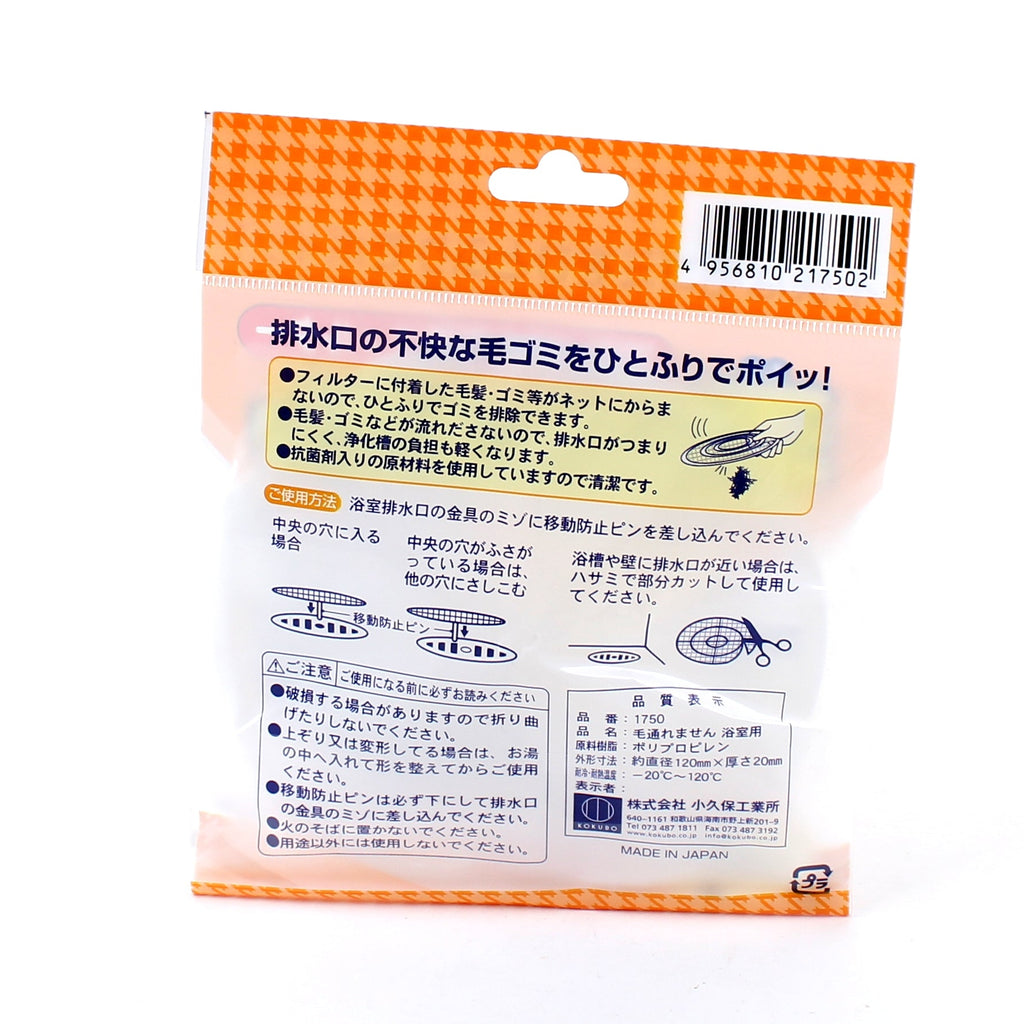 4 956810 217502
排水口の不快な毛ゴミをひとふりでポイッ!
●フィルターに付着した毛髪・ゴミ等がネットにからま
ないので、ひとふりでゴミを排除できます。
●毛髪・ゴミなどが流れださないので、排水口がつまり
にくく、浄化槽の負担も軽くなります。
●抗菌剤入りの原材料を使用していますので清潔です。
ご使用方法 浴室排水口の金具のミゾに移動防止ピンを差し込んでください。
中央の穴に入る
場合
中央の穴がふさが
っている場合は、
他の穴にさしこむ
浴槽や壁に排水口が近い場合は、
ハサミで部分カットして使用し
てください。
移動防止ピン
ご注意 ご使用になる前に必ずお読みください
●破損する場合がありますので折り曲
げたりしないでください。
●上ぞり又は変形してる場合は、お湯
の中へ入れて形を整えてからご使用
ください。
●移動防止ピンは必ず下にして排水口
の金具のミゾに差し込んでください。
●火のそばに置かないでください。
●用途以外には使用しないでください。
品質表示
品番:1750
品名:毛通れません 浴室用
原料樹脂:ポリプロピレン
外形寸法:約直径120mm×厚さ20mm
耐冷・耐熱温度:－20℃～120℃
表示者:
KOKUBO
株式会社 小久保工業所
640–1161 和歌山県海南市野上新201–9
Tel 073 487 1811 Fax 073 487 3192
www.kokubo.co.jp info@kokubo.co.jp
MADE IN JAPAN
プラ